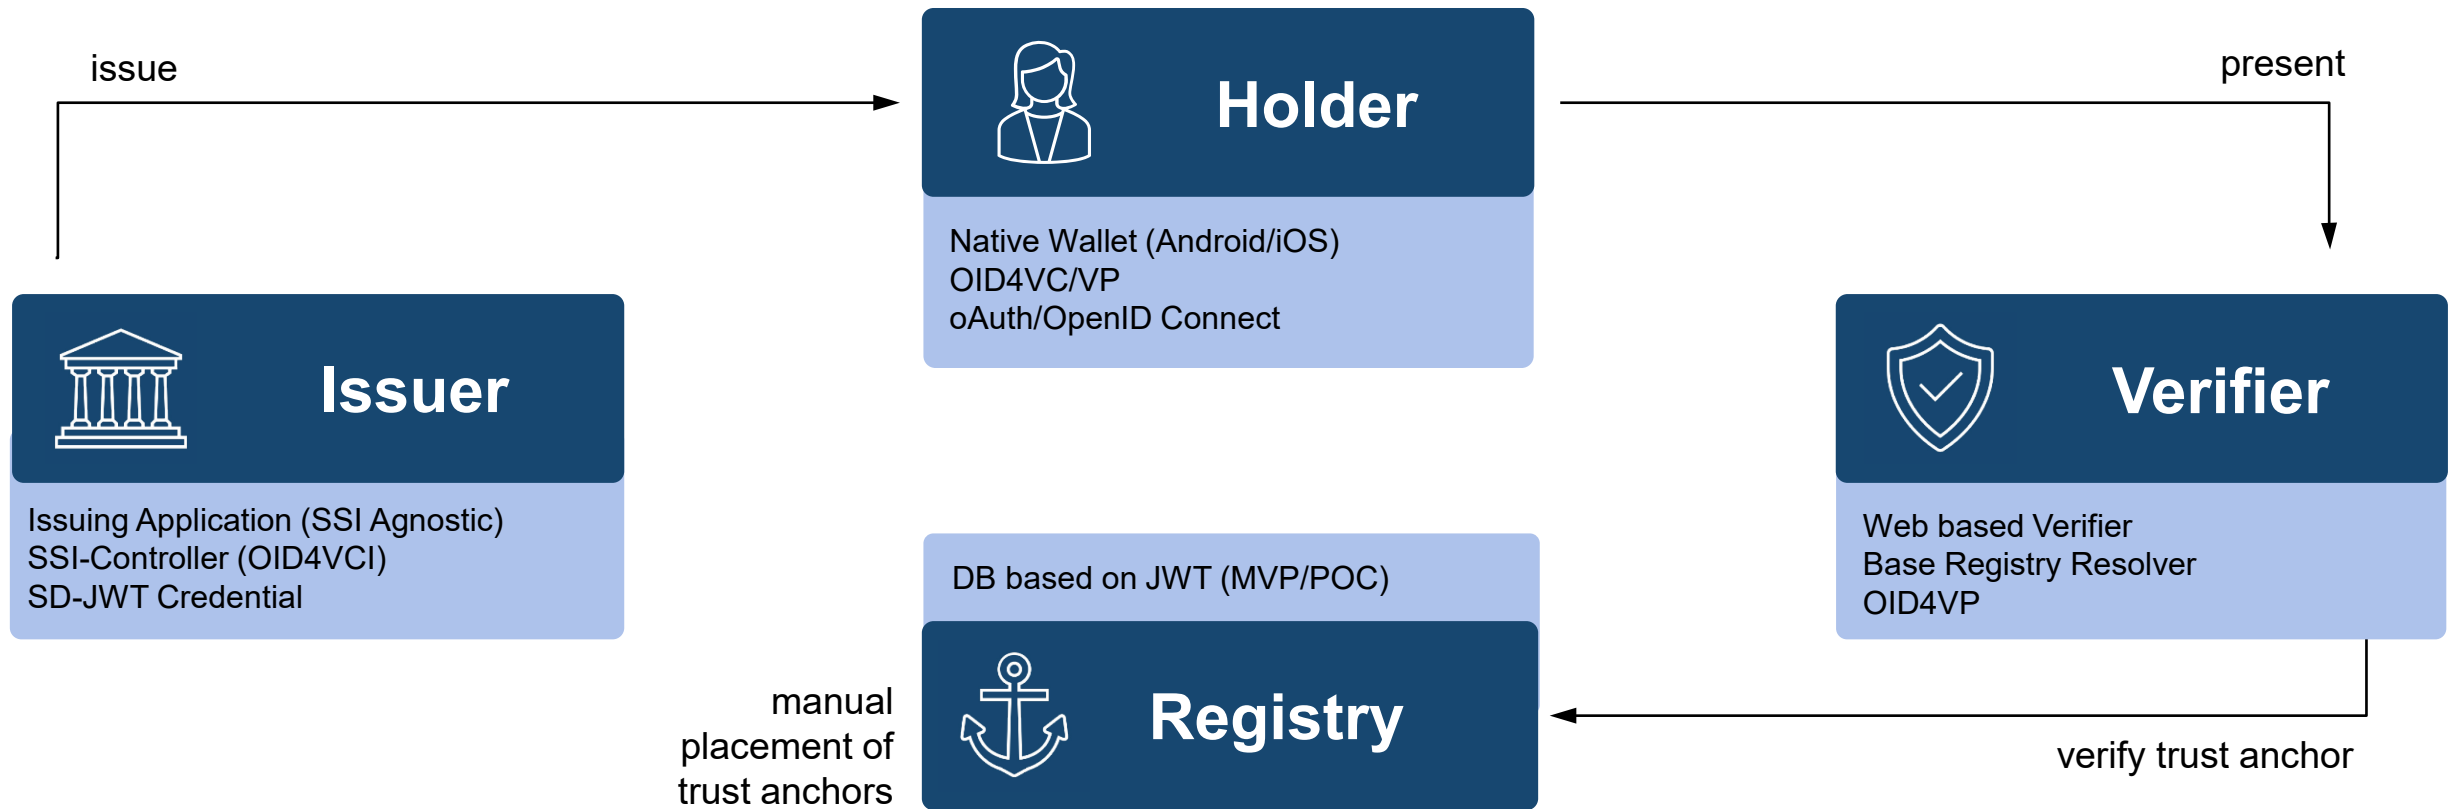 issue
Holder
present
Native Wallet (Android/iOS)
OID4VC/VP
oAuth/OpenID Connect
Issuer
Issuing Application (SSI Agnostic)
SSI-Controller (OID4VCI)
SD-JWT Credential
Verifier
Web based Verifier
Base Registry Resolver
OID4VP
DB based on JWT (MVP/POC)
Registry
manual
placement of
trust anchors
verify trust anchor